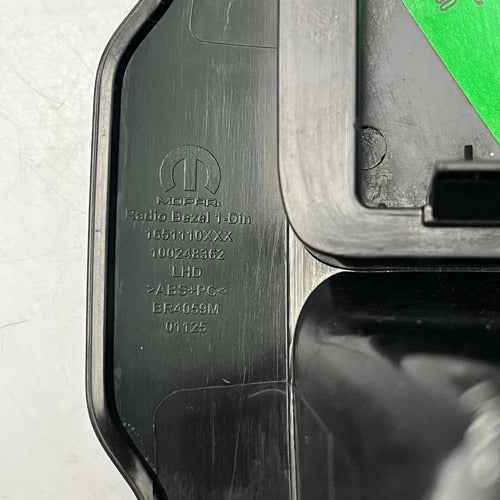 MOPAR
Radio Bezel 1-Din
1651110XXX
100248362
LHD
>ABS+PC<
BR4059M
01125